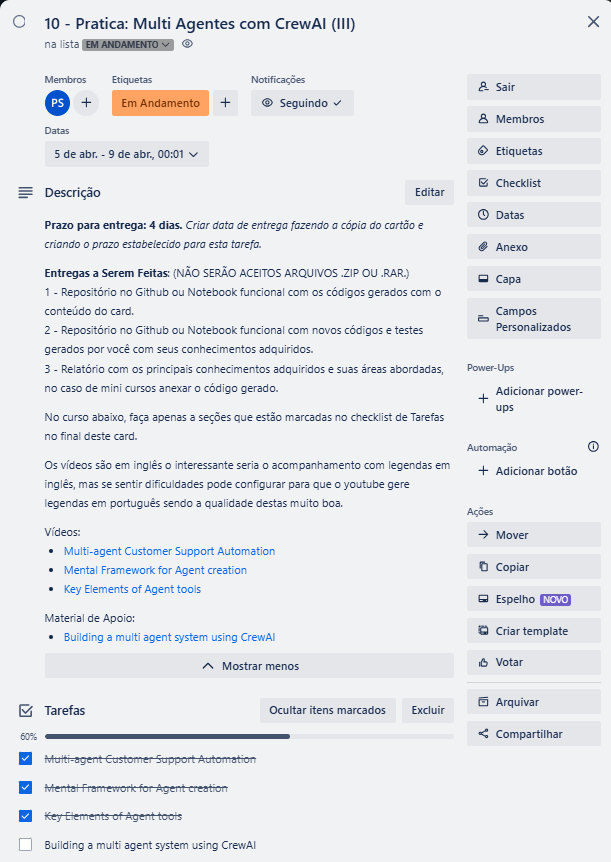 10 - Pratica: Multi Agentes com CrewAI (III)
na lista EM ANDAMENTO
Membros
Etiquetas
Notificações
PS
Em Andamento
Seguindo
Datas
5 de abr. - 9 de abr., 00:01
Descrição
Editar
Prazo para entrega: 4 dias. Criar data de entrega fazendo a cópia do cartão e
criando o prazo estabelecido para esta tarefa.
Entregas a Serem Feitas: (NÃO SERÃO ACEITOS ARQUIVOS .ZIP OU .RAR.)
1 - Repositório no Github ou Notebook funcional com os códigos gerados com o
conteúdo do card.
2 - Repositório no Github ou Notebook funcional com novos códigos e testes
gerados por você com seus conhecimentos adquiridos.
3 - Relatório com os principais conhecimentos adquiridos e suas áreas abordadas,
no caso de mini cursos anexar o código gerado.
No curso abaixo, faça apenas a seções que estão marcadas no checklist de Tarefas
no final deste card.
Os vídeos são em inglês o interessante seria o acompanhamento com legendas em
inglês, mas se sentir dificuldades pode configurar para que o youtube gere
legendas em português sendo a qualidade destas muito boa.
Vídeos:
• Multi-agent Customer Support Automation
• Mental Framework for Agent creation
• Key Elements of Agent tools
Material de Apoio:
• Building a multi agent system using CrewAI
Mostrar menos
Tarefas
Ocultar itens marcados
Excluir
60%
Multi-agent Customer Support Automation
Mental Framework for Agent creation
Key Elements of Agent tools
Building a multi agent system using CrewAI
Sair
Membros
Etiquetas
Checklist
Datas
Anexo
Capa
Campos
Personalizados
Power-Ups
+ Adicionar power-
ups
Automação
+ Adicionar botão
Ações
Mover
Copiar
Espelho NOVO
Criar template
Votar
Arquivar
Compartilhar